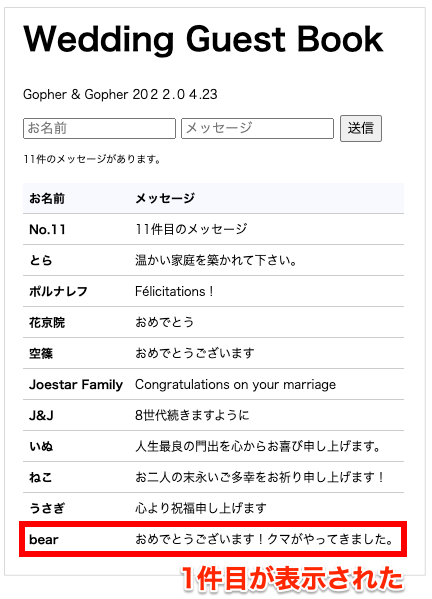 Wedding Guest Book
Gopher & Gopher 202２.０４.23
お名前 メッセージ 送信
11件のメッセージがあります。
お名前 メッセージ
No.11 11件目のメッセージ
とら 温かい家庭を築かれて下さい。
ポルナレフ Félicitations！
花京院 おめでとう
空篠 おめでとうございます
Joestar Family Congratulations on your marriage
J&J 8世代続きますように
いぬ 人生最良の門出を心からお喜び申し上げます。
ねこ お二人の末永いご多幸をお祈り申し上げます！
うさぎ 心より祝福申し上げます
bear おめでとうございます！クマがやってきました。
1件目が表示された